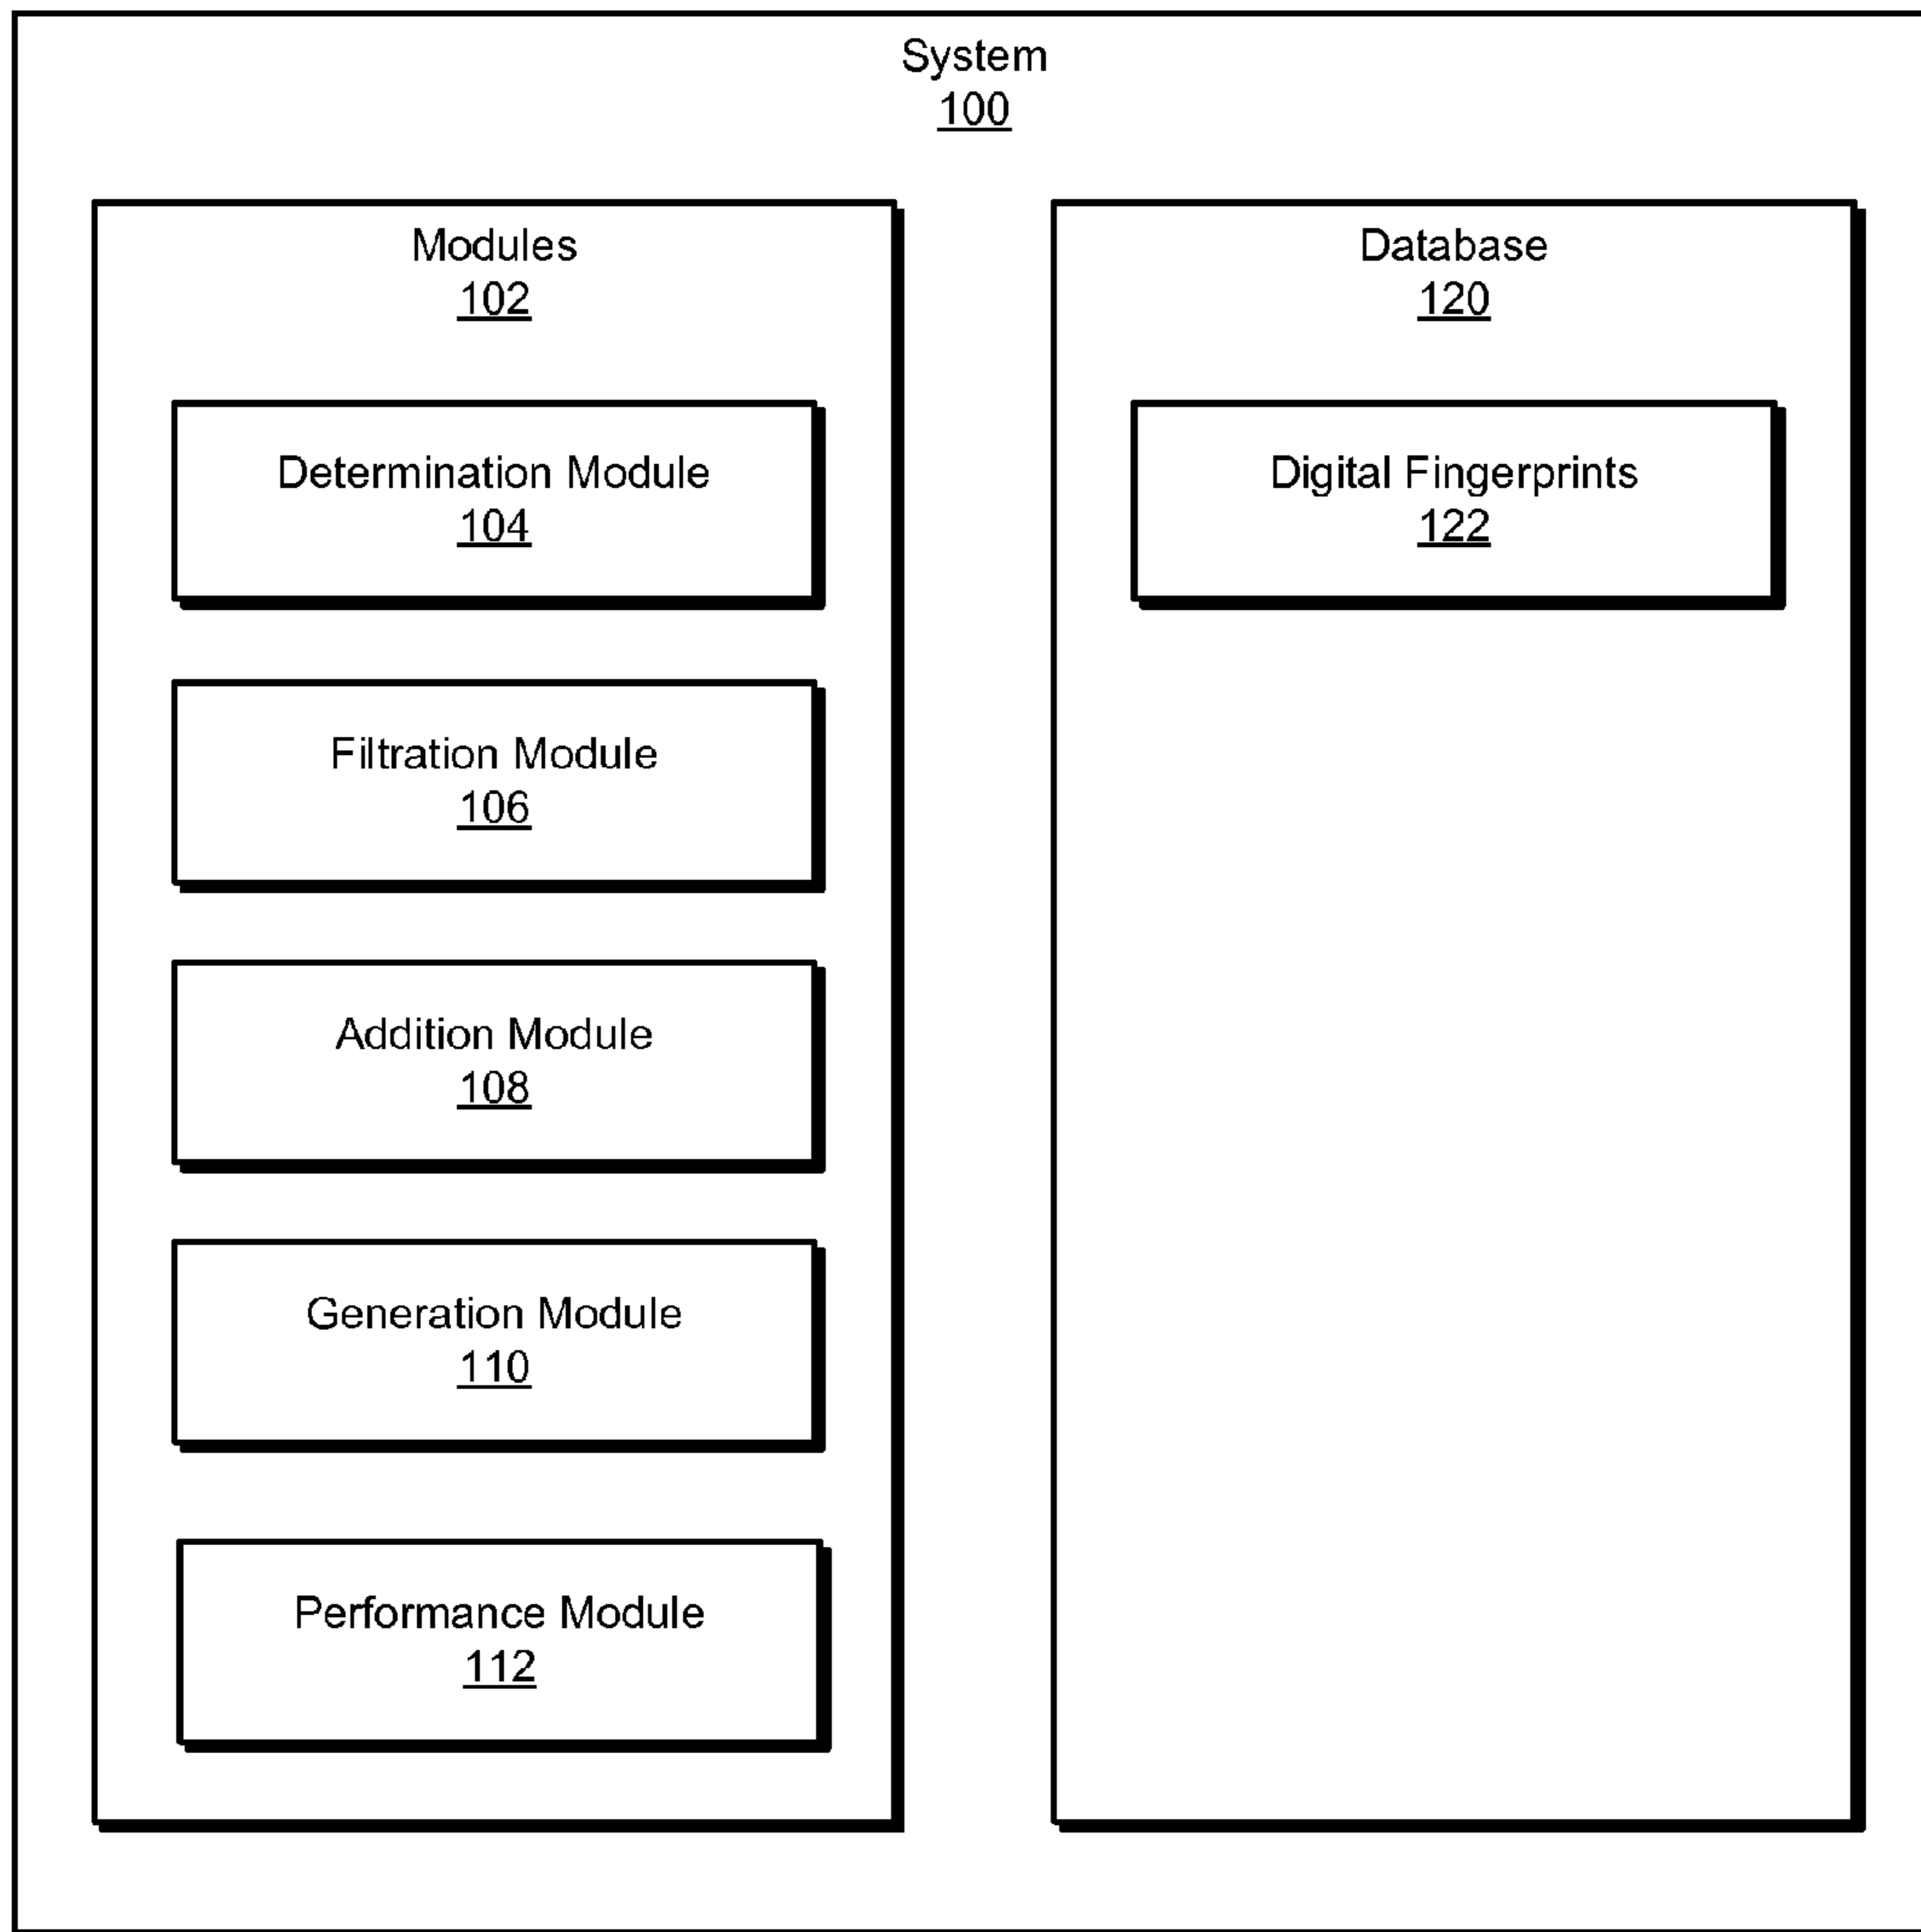 System
100
Modules
102
Determination Module
104
Filtration Module
106
Addition Module
108
Generation Module
110
Performance Module
112
Database
120
Digital Fingerprints
122